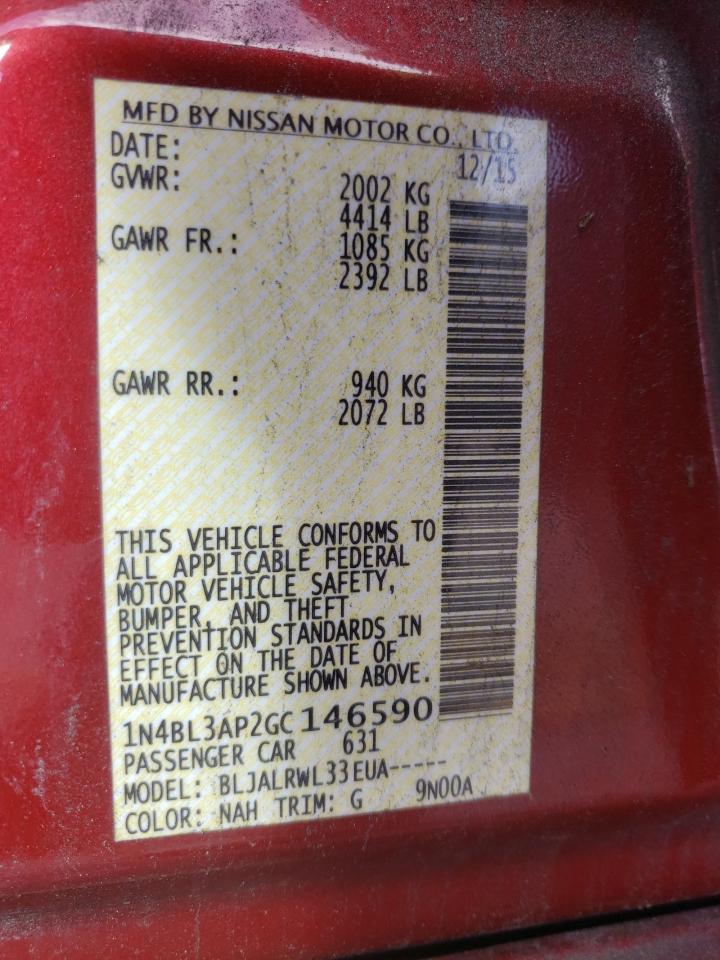 MFD BY NISSAN MOTOR CO., LTD.
DATE: 12/15
GVWR: 2002 KG
4414 LB
GAWR FR.: 1085 KG
2392 LB
GAWR RR.: 940 KG
2072 LB
THIS VEHICLE CONFORMS TO
ALL APPLICABLE FEDERAL
MOTOR VEHICLE SAFETY,
BUMPER, AND THEFT
PREVENTION STANDARDS IN
EFFECT ON THE DATE OF
MANUFACTURE SHOWN ABOVE.
1N4BL3AP2GC146590
PASSENGER CAR 631
MODEL: BLJALRWL33EUA-----
COLOR: NAH TRIM: G 9N00A